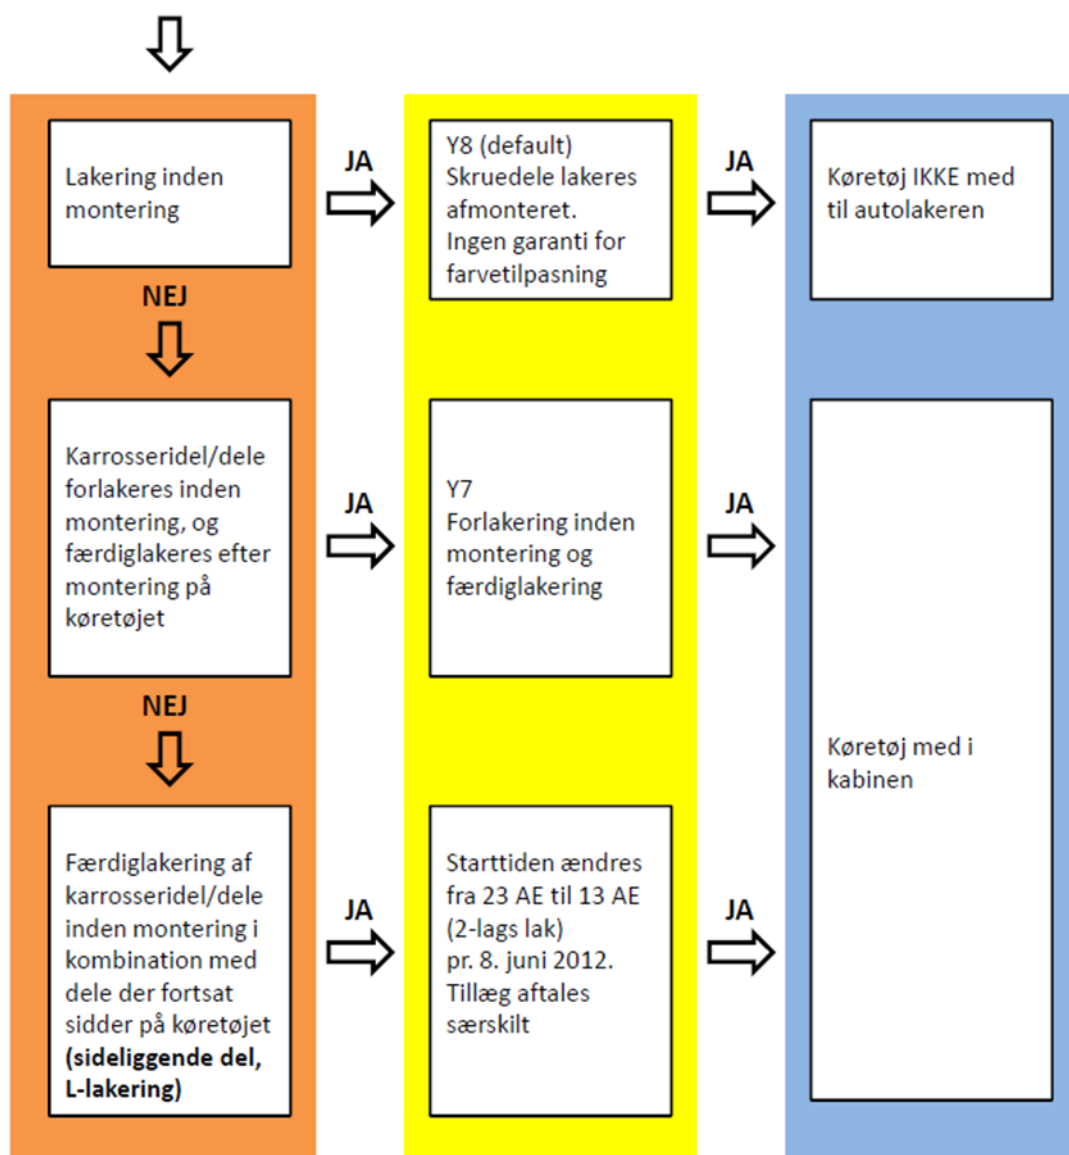 Lakering inden
montering
JA
Y8 (default)
Skruedele lakeres
afmonteret.
Ingen garanti for
farvetilpasning
JA
Køretøj IKKE med
til autolakeren
NEJ
Karrosseridel/dele
forlakeres inden
montering, og
færdiglakeres efter
montering på
køretøjet
JA
Y7
Forlakering inden
montering og
færdiglakering
JA
Køretøj med i
kabinen
NEJ
Færdiglakering af
karrosseridel/dele
inden montering i
kombination med
dele der fortsat
sidder på køretøjet
(sideliggende del,
L-lakering)
JA
Starttiden ændres
fra 23 AE til 13 AE
(2-lags lak)
pr. 8. juni 2012.
Tillæg aftales
særskilt
JA